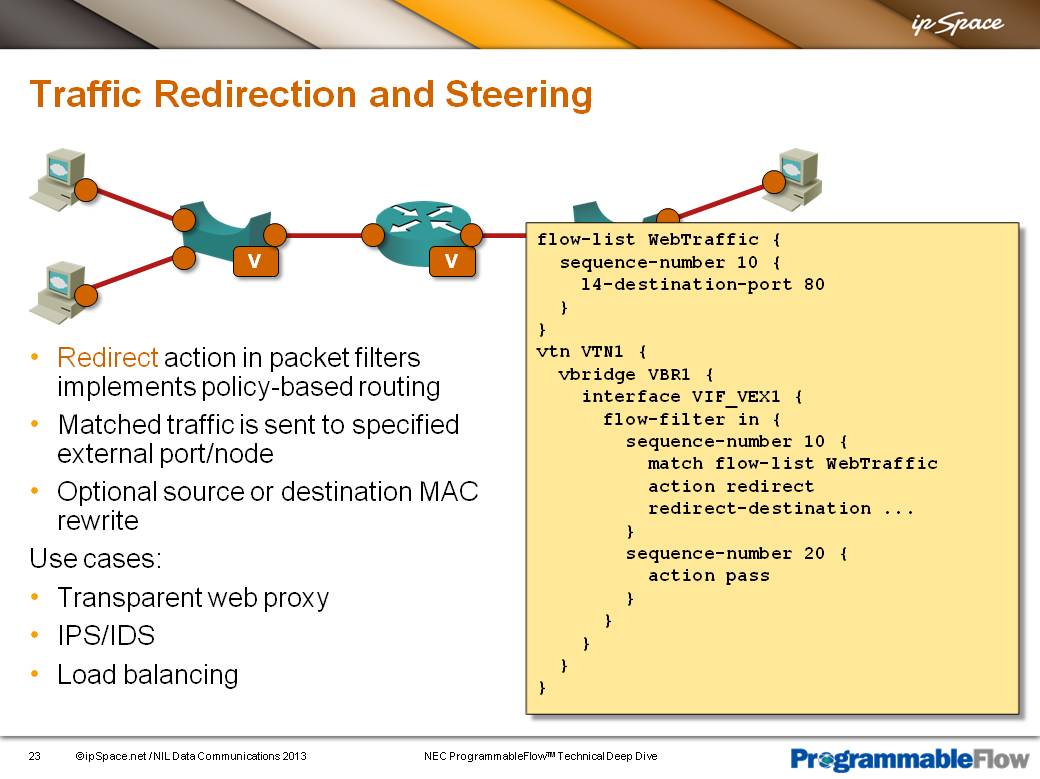 ipSpace
Traffic Redirection and Steering
V
V
• Redirect action in packet filters
implements policy-based routing
• Matched traffic is sent to specified
external port/node
• Optional source or destination MAC
rewrite
Use cases:
• Transparent web proxy
• IPS/IDS
• Load balancing
flow-list WebTraffic {
  sequence-number 10 {
    l4-destination-port 80
  }
}
vtn VTN1 {
  vbridge VBR1 {
    interface VIF_VEX1 {
      flow-filter in {
        sequence-number 10 {
          match flow-list WebTraffic
          action redirect
          redirect-destination ...
        }
        sequence-number 20 {
          action pass
        }
      }
    }
  }
}
23 ©ipSpace.net / NIL Data Communications 2013 NEC ProgrammableFlow™ Technical Deep Dive ProgrammableFlow